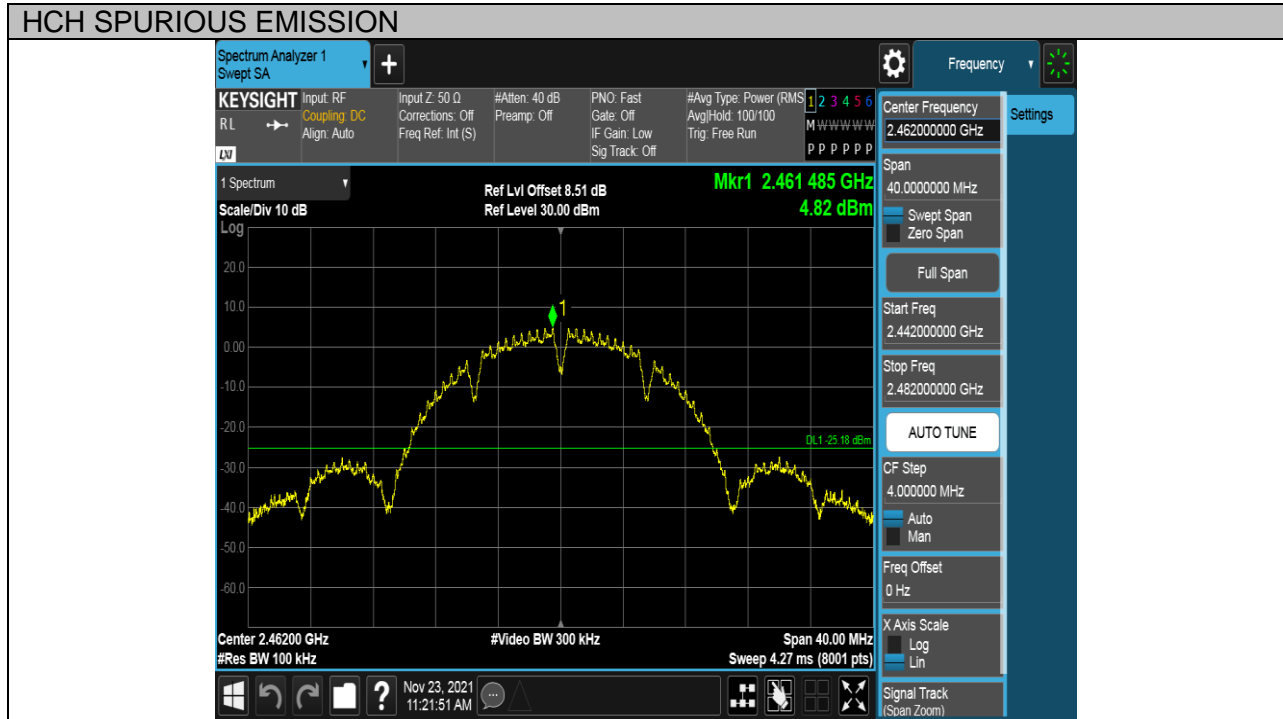 HCH SPURIOUS EMISSION
Spectrum Analyzer 1
Swept SA
Frequency
KEYSIGHT
RL
LXI
Input: RF
Coupling: DC
Align: Auto
Input Z: 50 Ω
Corrections: Off
Freq Ref: Int (S)
#Atten: 40 dB
Preamp: Off
PNO: Fast
Gate: Off
IF Gain: Low
Sig Track: Off
#Avg Type: Power (RMS
Avg|Hold: 100/100
Trig: Free Run
1 2 3 4 5 6
M W W W W W
P P P P P P
1 Spectrum
Scale/Div 10 dB
Ref Lvl Offset 8.51 dB
Ref Level 30.00 dBm
Mkr1 2.461 485 GHz
4.82 dBm
Log
20.0
10.0
0.00
-10.0
-20.0
-30.0
-40.0
-50.0
-60.0
1
DL1 -25.18 dBm
Center 2.46200 GHz
#Res BW 100 kHz
#Video BW 300 kHz
Span 40.00 MHz
Sweep 4.27 ms (8001 pts)
Nov 23, 2021
11:21:51 AM
Center Frequency
2.462000000 GHz
Settings
Span
40.0000000 MHz
Swept Span
Zero Span
Full Span
Start Freq
2.442000000 GHz
Stop Freq
2.482000000 GHz
AUTO TUNE
CF Step
4.000000 MHz
Auto
Man
Freq Offset
0 Hz
X Axis Scale
Log
Lin
Signal Track
(Span Zoom)